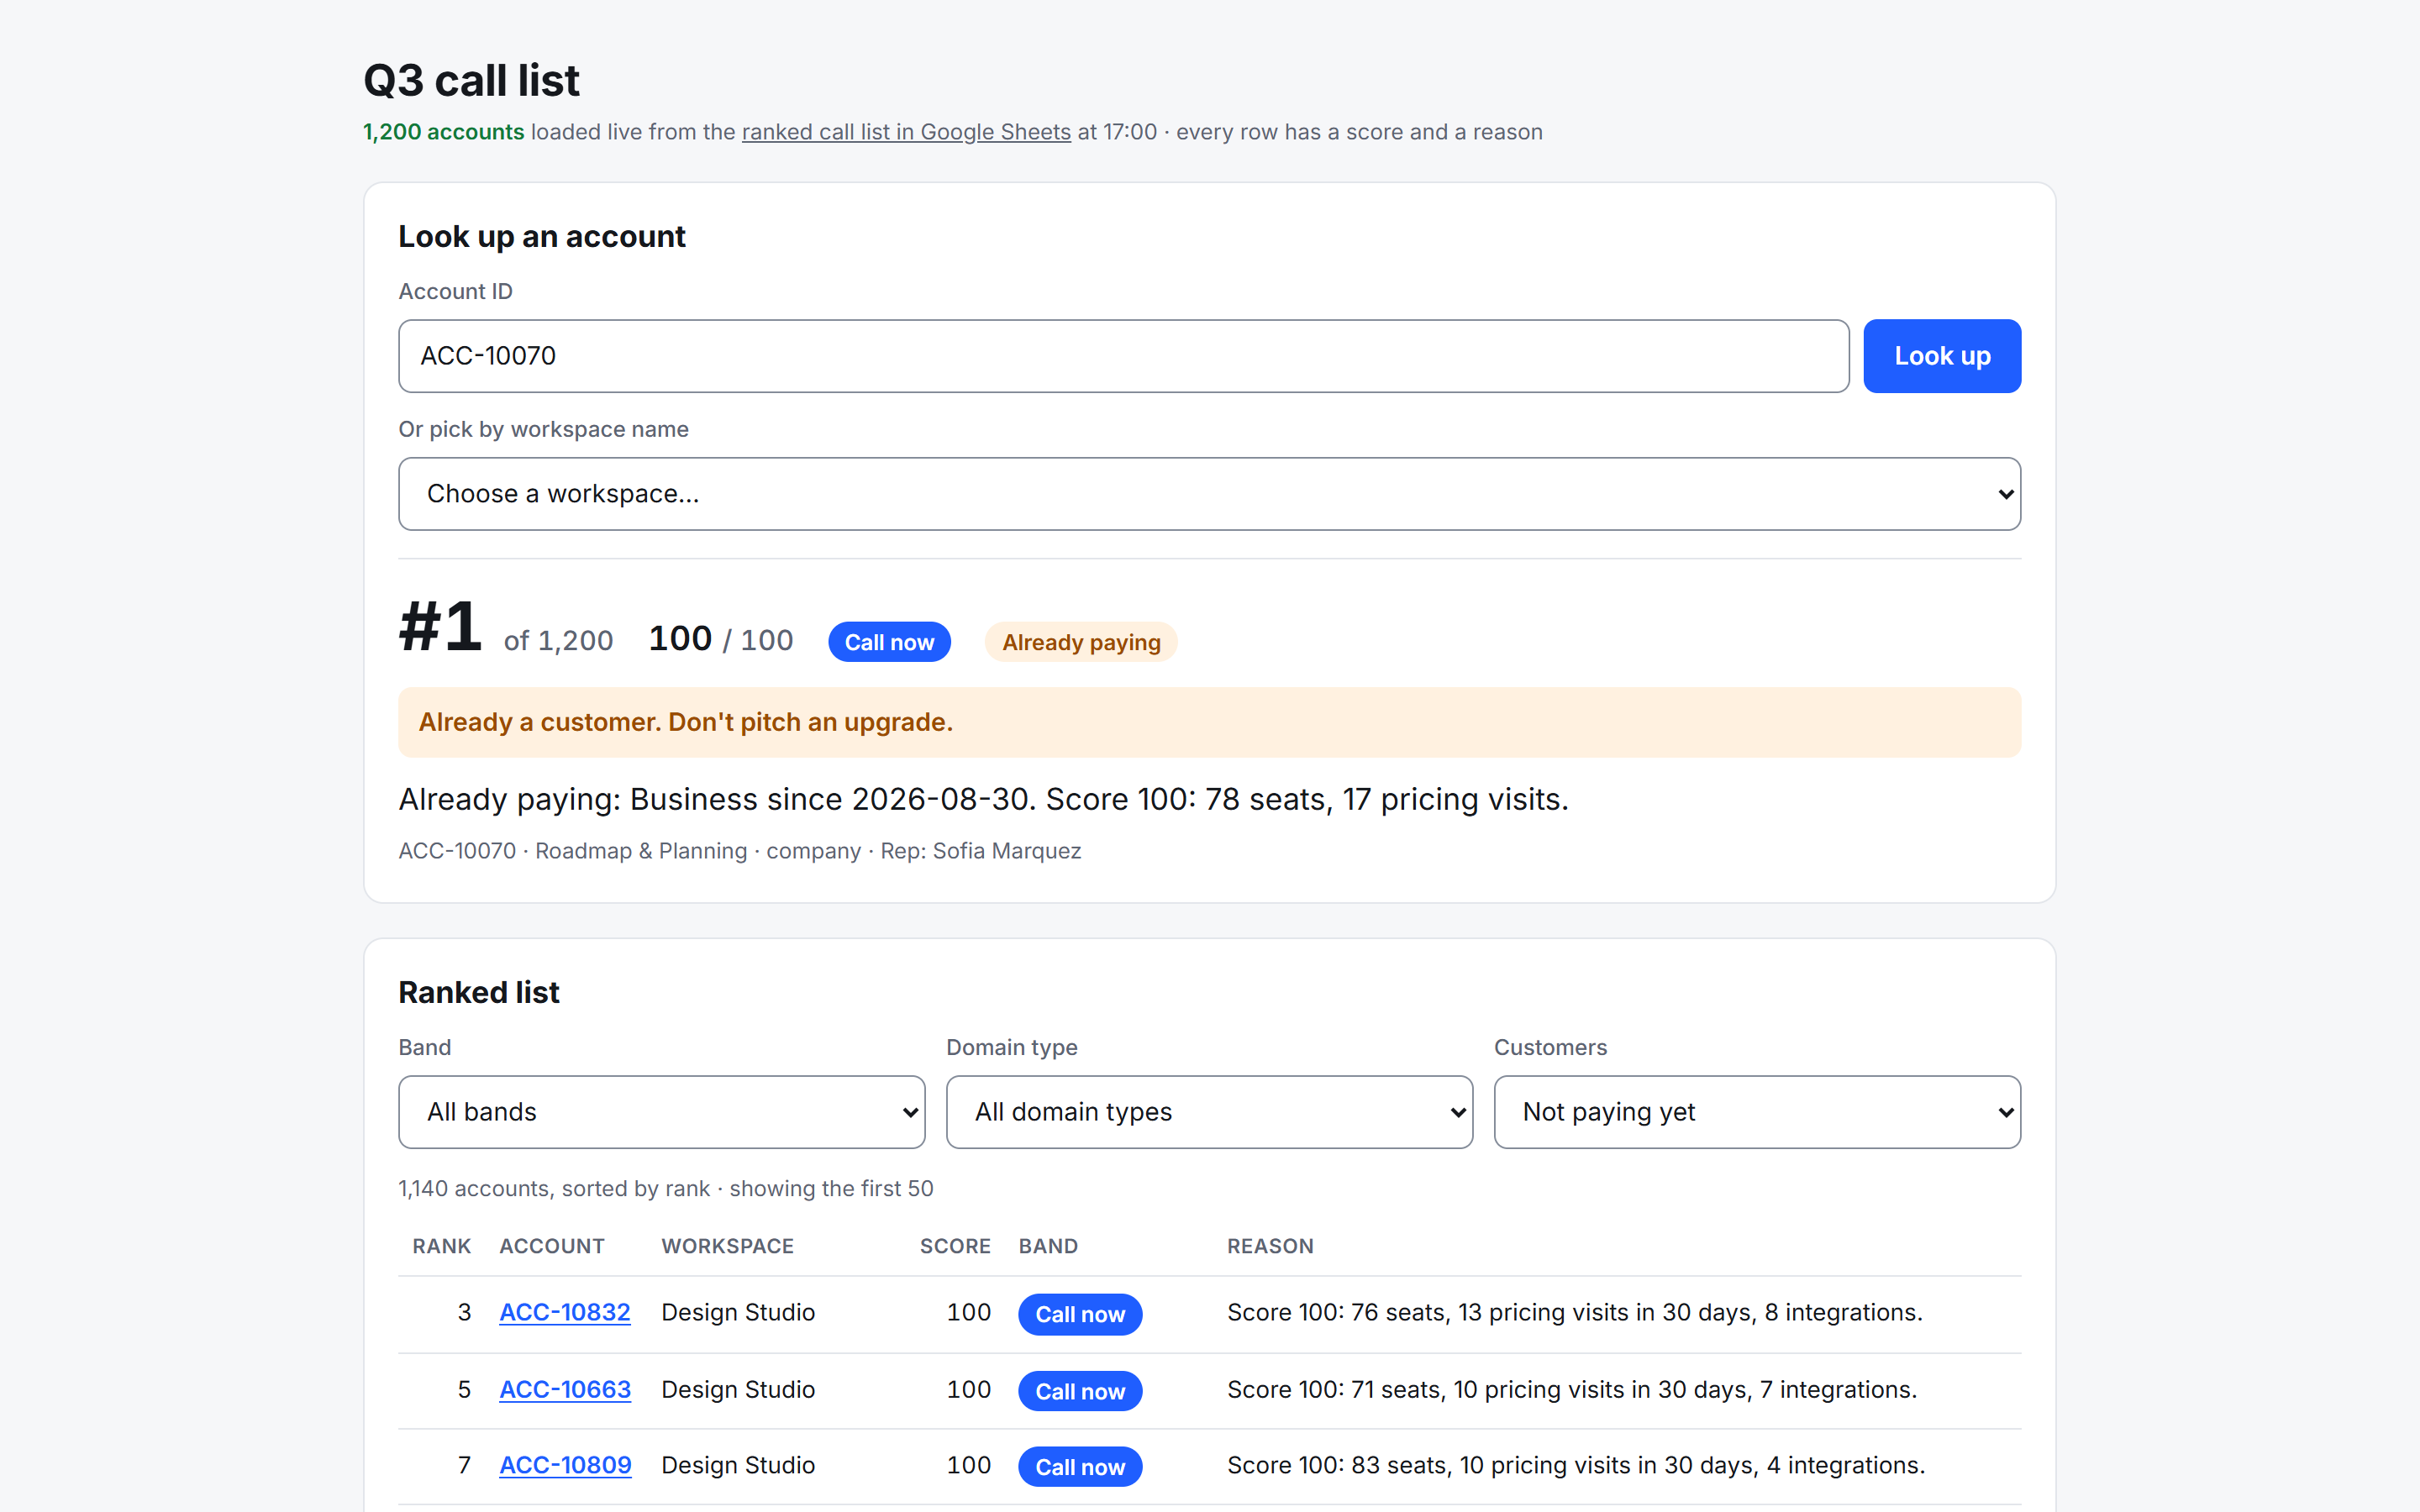 Q3 call list
1,200 accounts loaded live from the ranked call list in Google Sheets at 17:00 · every row has a score and a reason
Look up an account
Account ID
ACC-10070
Look up
Or pick by workspace name
Choose a workspace...
#1 of 1,200 100 / 100 Call now Already paying
Already a customer. Don't pitch an upgrade.
Already paying: Business since 2026-08-30. Score 100: 78 seats, 17 pricing visits.
ACC-10070 · Roadmap & Planning · company · Rep: Sofia Marquez
Ranked list
Band Domain type Customers
All bands All domain types Not paying yet
1,140 accounts, sorted by rank · showing the first 50
RANK ACCOUNT WORKSPACE SCORE BAND REASON
3 ACC-10832 Design Studio 100 Call now Score 100: 76 seats, 13 pricing visits in 30 days, 8 integrations.
5 ACC-10663 Design Studio 100 Call now Score 100: 71 seats, 10 pricing visits in 30 days, 7 integrations.
7 ACC-10809 Design Studio 100 Call now Score 100: 83 seats, 10 pricing visits in 30 days, 4 integrations.